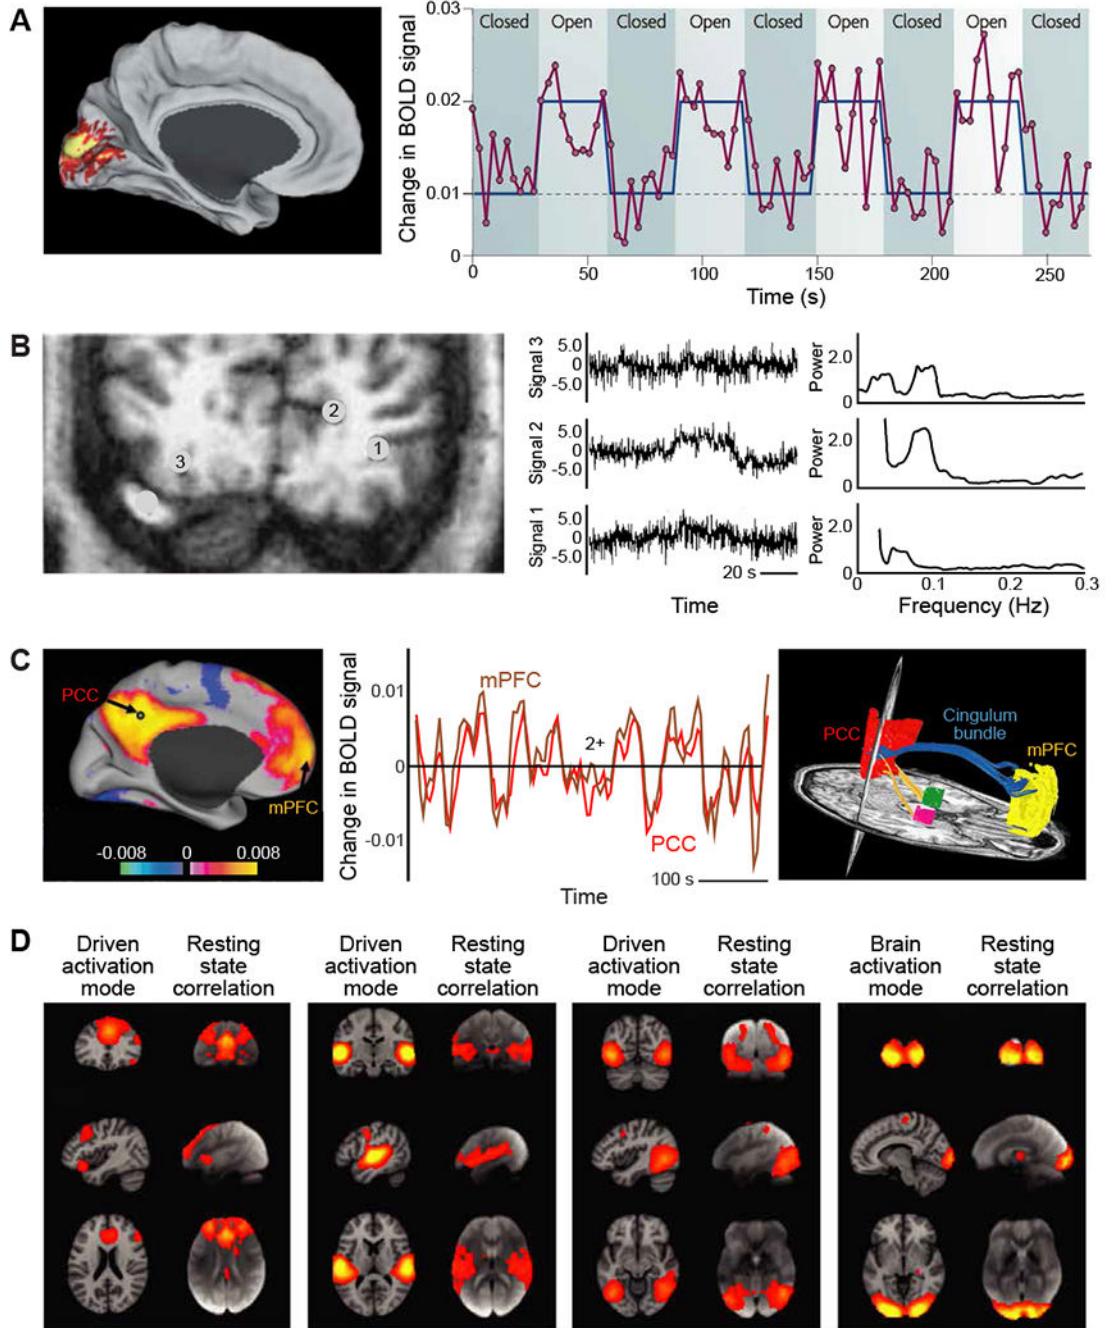 A
Closed Open Closed Open Closed Open Closed Open Closed
Change in BOLD signal
0.03
0.02
0.01
0
0 50 100 150 200 250
Time (s)
B
1
2
3
Signal 3
5.0
0
-5.0
Power
2.0
0
Signal 2
5.0
0
-5.0
Power
2.0
0
Signal 1
5.0
0
-5.0
20 s
Time
Power
2.0
0
0 0.1 0.2 0.3
Frequency (Hz)
C
PCC
mPFC
-0.008 0 0.008
Change in BOLD signal
0.01
0
-0.01
mPFC
2+
PCC
100 s
Time
PCC
Cingulum
bundle
mPFC
D
Driven
activation
mode
Resting
state
correlation
Driven
activation
mode
Resting
state
correlation
Driven
activation
mode
Resting
state
correlation
Brain
activation
mode
Resting
state
correlation